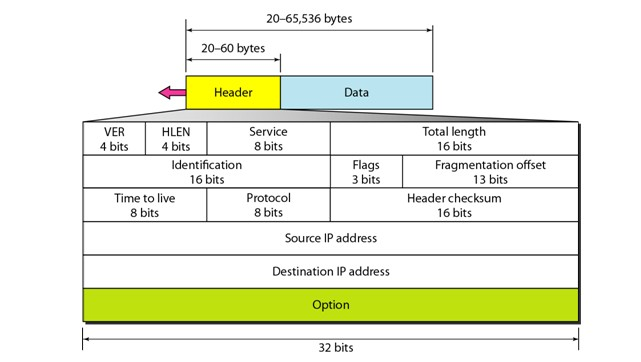 20–65,536 bytes
20–60 bytes
Header
Data
VER
4 bits
HLEN
4 bits
Service
8 bits
Total length
16 bits
Identification
16 bits
Flags
3 bits
Fragmentation offset
13 bits
Time to live
8 bits
Protocol
8 bits
Header checksum
16 bits
Source IP address
Destination IP address
Option
32 bits